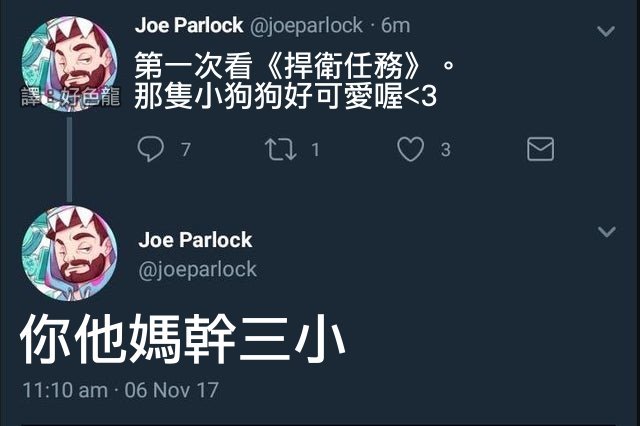 Joe Parlock @joeparlock · 6m
第一次看《捍衛任務》。
那隻小狗狗好可愛喔<3
譯：好色龍
7 1 3
Joe Parlock
@joeparlock
你他媽幹三小
11:10 am · 06 Nov 17